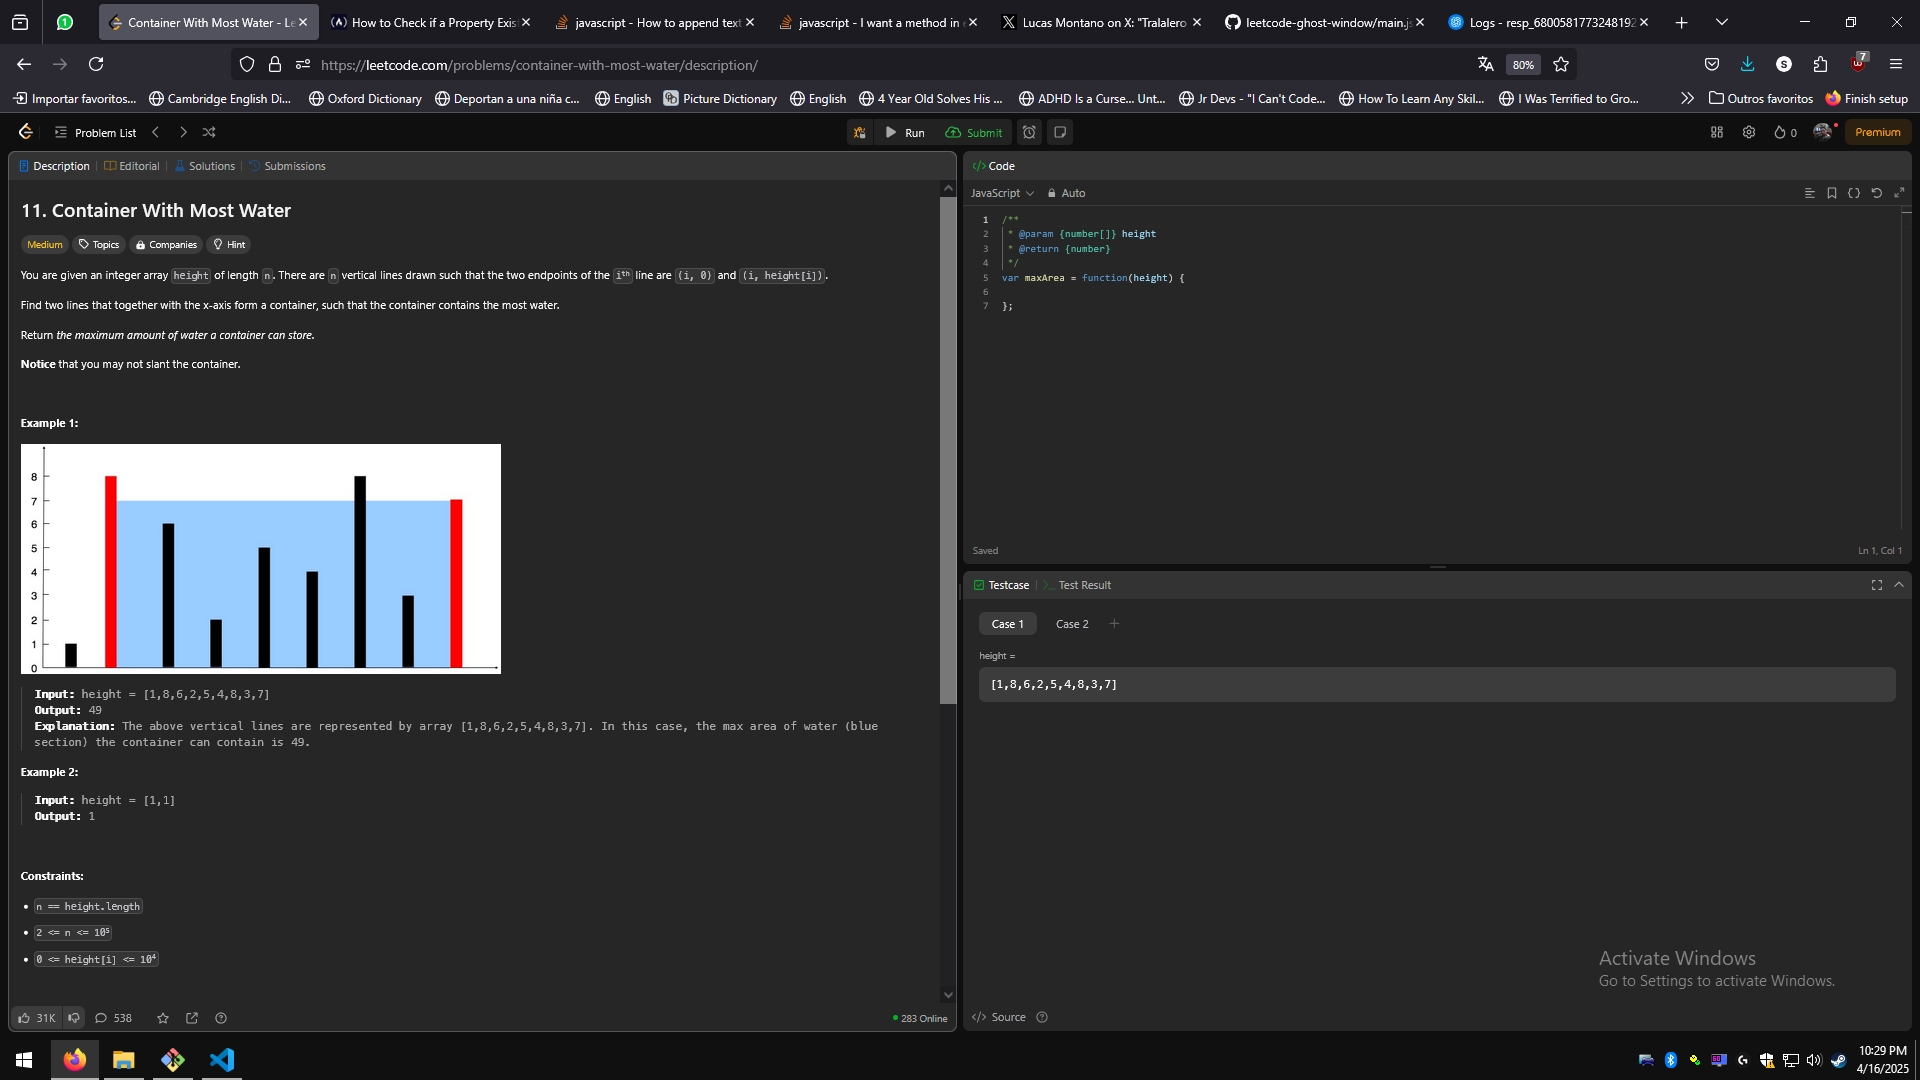 Container With Most Water - Le
How to Check if a Property Exis
javascript - How to append text
javascript - I want a method in e
Lucas Montano on X: "Tralalero
leetcode-ghost-window/main.js
Logs - resp_6800581773248192
https://leetcode.com/problems/container-with-most-water/description/
80%
S
7
Importar favoritos...
Cambridge English Di...
Oxford Dictionary
Deportan a una niña c...
English
Picture Dictionary
English
4 Year Old Solves His ...
ADHD Is a Curse... Unt...
Jr Devs - "I Can't Code...
How To Learn Any Skil...
I Was Terrified to Gro...
Outros favoritos
Finish setup
Problem List
Run
Submit
0
Premium
Description
Editorial
Solutions
Submissions
11. Container With Most Water
Medium
Topics
Companies
Hint
You are given an integer array height of length n. There are n vertical lines drawn such that the two endpoints of the ith line are (i, 0) and (i, height[i]).
Find two lines that together with the x-axis form a container, such that the container contains the most water.
Return the maximum amount of water a container can store.
Notice that you may not slant the container.
Example 1:
8
7
6
5
4
3
2
1
0
Input: height = [1,8,6,2,5,4,8,3,7]
Output: 49
Explanation: The above vertical lines are represented by array [1,8,6,2,5,4,8,3,7]. In this case, the max area of water (blue
section) the container can contain is 49.
Example 2:
Input: height = [1,1]
Output: 1
Constraints:
• n == height.length
• 2 <= n <= 10⁵
• 0 <= height[i] <= 10⁴
31K
538
283 Online
</> Code
JavaScript
Auto
1 /**
2 * @param {number[]} height
3 * @return {number}
4 */
5 var maxArea = function(height) {
6
7 };
Saved
Ln 1, Col 1
Testcase
Test Result
Case 1
Case 2
height =
[1,8,6,2,5,4,8,3,7]
Activate Windows
Go to Settings to activate Windows.
</> Source
10:29 PM
4/16/2025